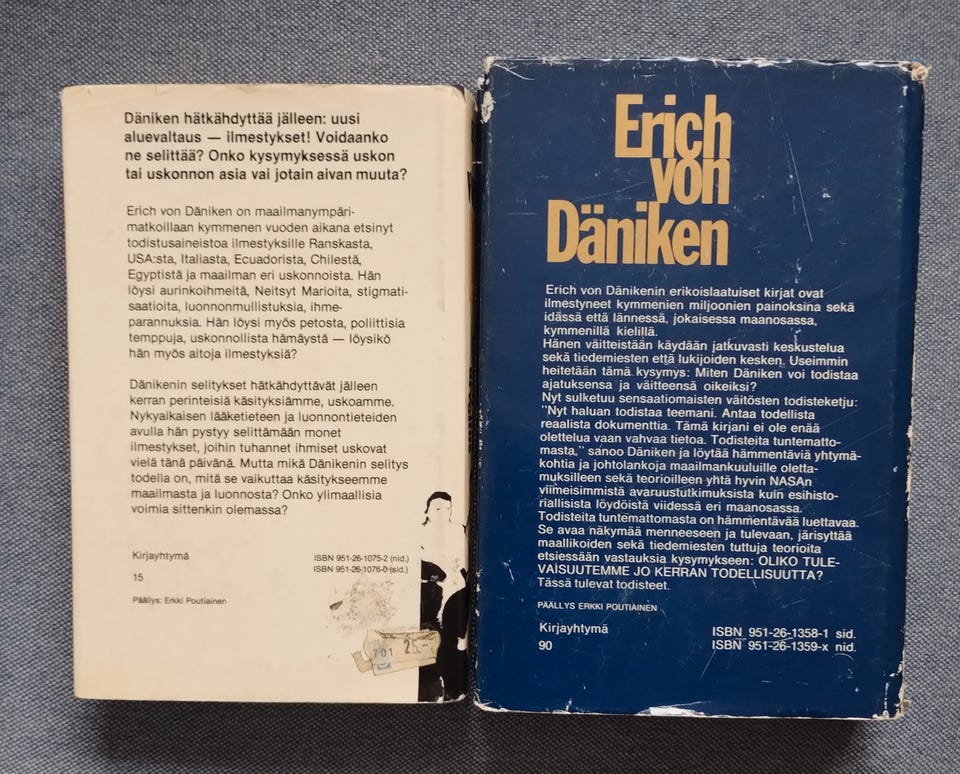 Däniken hätkähdyttää jälleen: uusi
aluevaltaus — ilmestykset! Voidaanko
ne selittää? Onko kysymyksessä uskon
tai uskonnon asia vai jotain aivan muuta?
Erich von Däniken on maailmanympäri-
matkoillaan kymmenen vuoden aikana etsinyt
todistusaineistoa ilmestyksille Ranskasta,
USA:sta, Italiasta, Ecuadorista, Chilestä,
Egyptistä ja maailman eri uskonnoista. Hän
löysi aurinkoihmeitä, Neitsyt Marioita, stigmati-
saatioita, luonnonmullistuksia, ihme-
parannuksia. Hän löysi myös petosta, poliittisia
temppuja, uskonnollista hämäystä — löysikö
hän myös aitoja ilmestyksiä?
Dänikenin selitykset hätkähdyttävät jälleen
kerran perinteisiä käsityksiämme, uskoamme.
Nykyaikaisen lääketieteen ja luonnontieteiden
avulla hän pystyy selittämään monet
ilmestykset, joihin tuhannet ihmiset uskovat
vielä tänä päivänä. Mutta mikä Dänikenin selitys
todella on, mitä se vaikuttaa käsitykseemme
maailmasta ja luonnosta? Onko ylimaallisia
voimia sittenkin olemassa?
Kirjayhtymä
15
ISBN 951-26-1075-2 (nid.)
ISBN 951-26-1076-0 (sid.)
Päällys: Erkki Poutiainen
701 25,-
Erich
von
Däniken
Erich von Dänikenin erikoislaatuiset kirjat ovat
ilmestyneet kymmenien miljoonien painoksina sekä
idässä että lännessä, jokaisessa maanosassa,
kymmenillä kielillä.
Hänen väitteistään käydään jatkuvasti keskustelua
sekä tiedemiesten että lukijoiden kesken. Useimmin
heitetään tämä kysymys: Miten Däniken voi todistaa
ajatuksensa ja väitteensä oikeiksi?
Nyt sulketuu sensaatiomaisten väitösten todisteketju:
"Nyt haluan todistaa teemani. Antaa todellista
reaalista dokumenttia. Tämä kirjani ei ole enää
olettelua vaan vahvaa tietoa. Todisteita tuntematto-
masta," sanoo Däniken ja löytää hämmentäviä yhtymä-
kohtia ja johtolankoja maailmankuuluille oletta-
muksilleen sekä teorioilleen yhtä hyvin NASAn
viimeisimmistä avaruustutkimuksista kuin esihisto-
riallisista löydöistä viidessä eri maanosassa.
Todisteita tuntemattomasta on hämmentävää luettavaa.
Se avaa näkymää menneeseen ja tulevaan, järisyttää
maallikoiden sekä tiedemiesten tuttuja teorioita
etsiessään vastauksia kysymykseen: OLIKO TULE-
VAISUUTEMME JO KERRAN TODELLISUUTTA?
Tässä tulevat todisteet.
PÄÄLLYS ERKKI POUTIAINEN
Kirjayhtymä
90
ISBN 951-26-1358-1 sid.
ISBN 951-26-1359-x nid.